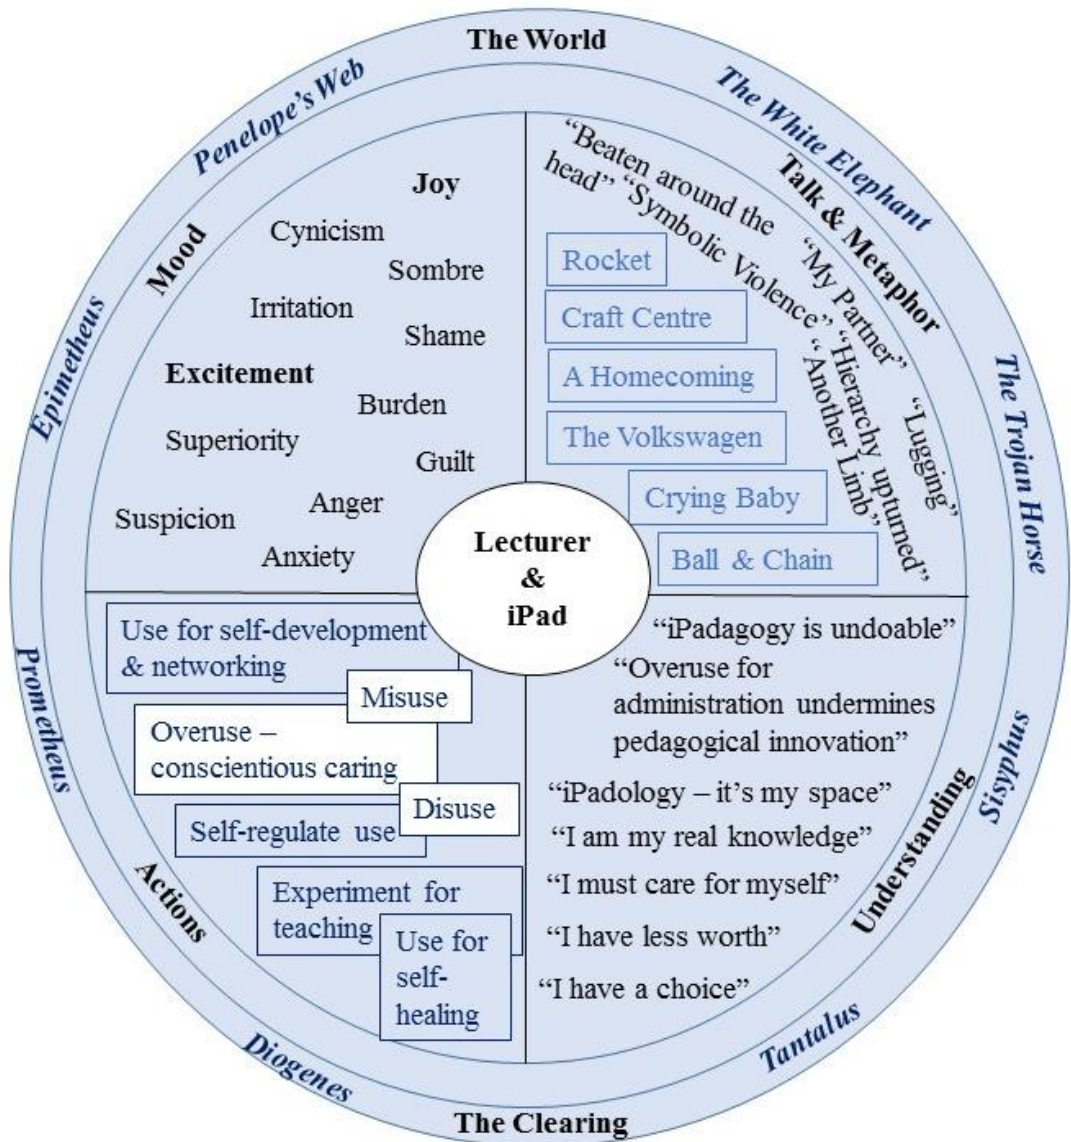 The World
Penelope’s Web
The White Elephant
Epimetheus
The Trojan Horse
Prometheus
Sisyphus
Diogenes
Tantalus
The Clearing
Mood
Joy
Cynicism
Sombre
Irritation
Shame
Excitement
Burden
Superiority
Guilt
Suspicion
Anger
Anxiety
Talk & Metaphor
“Beaten around the
head” “Symbolic Violence”
“My Partner”
“Lugging”
“Hierarchy upturned”
“Another Limb”
Rocket
Craft Centre
A Homecoming
The Volkswagen
Crying Baby
Ball & Chain
Lecturer
&
iPad
Actions
Use for self-development
& networking
Misuse
Overuse –
conscientious caring
Disuse
Self-regulate use
Experiment for
teaching
Use for
self-
healing
Understanding
“iPadagogy is undoable”
“Overuse for
administration undermines
pedagogical innovation”
“iPadology – it’s my space”
“I am my real knowledge”
“I must care for myself”
“I have less worth”
“I have a choice”